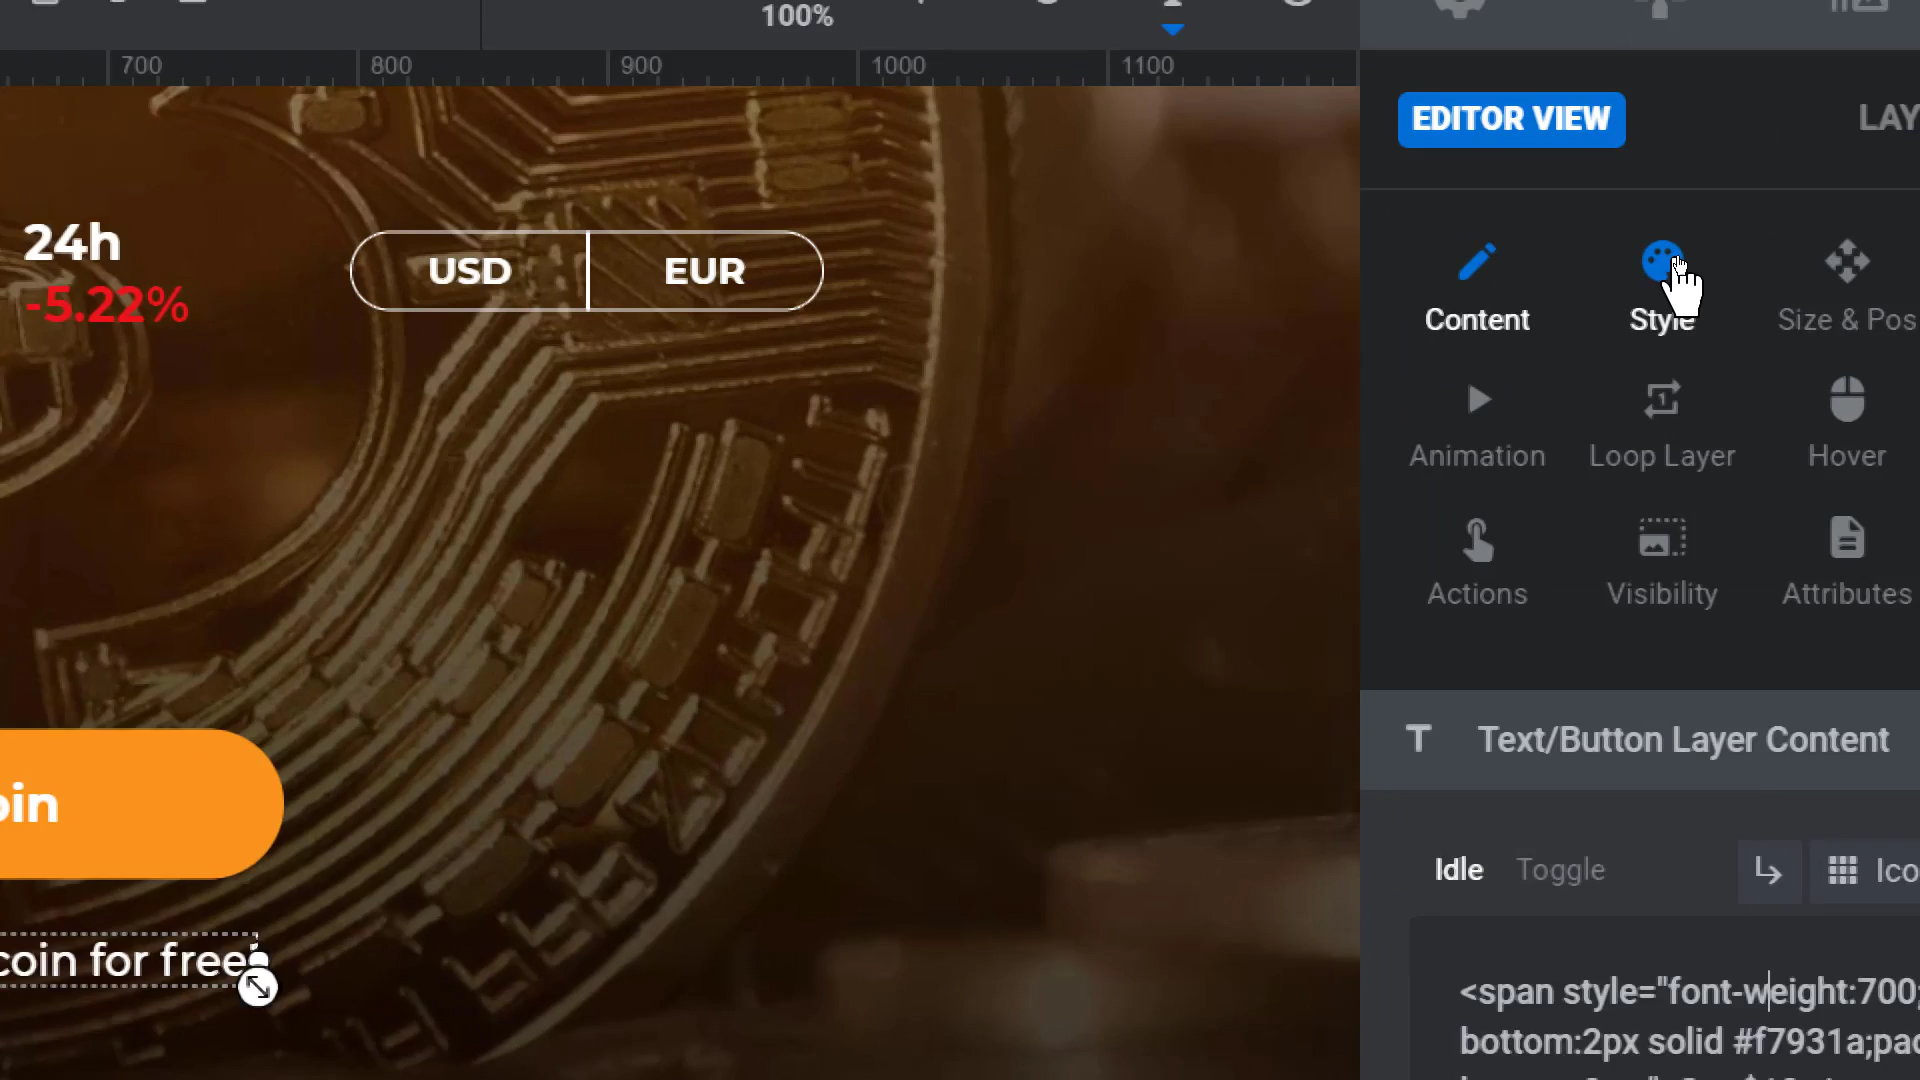 100%
700 800 900 1000 1100
EDITOR VIEW
LAY
24h
-5.22%
USD EUR
Content Style Size & Pos
Animation Loop Layer Hover
Actions Visibility Attributes
T Text/Button Layer Content
oin
Idle Toggle Ico
coin for free
<span style="font-weight:700;
bottom:2px solid #f7931a;pad